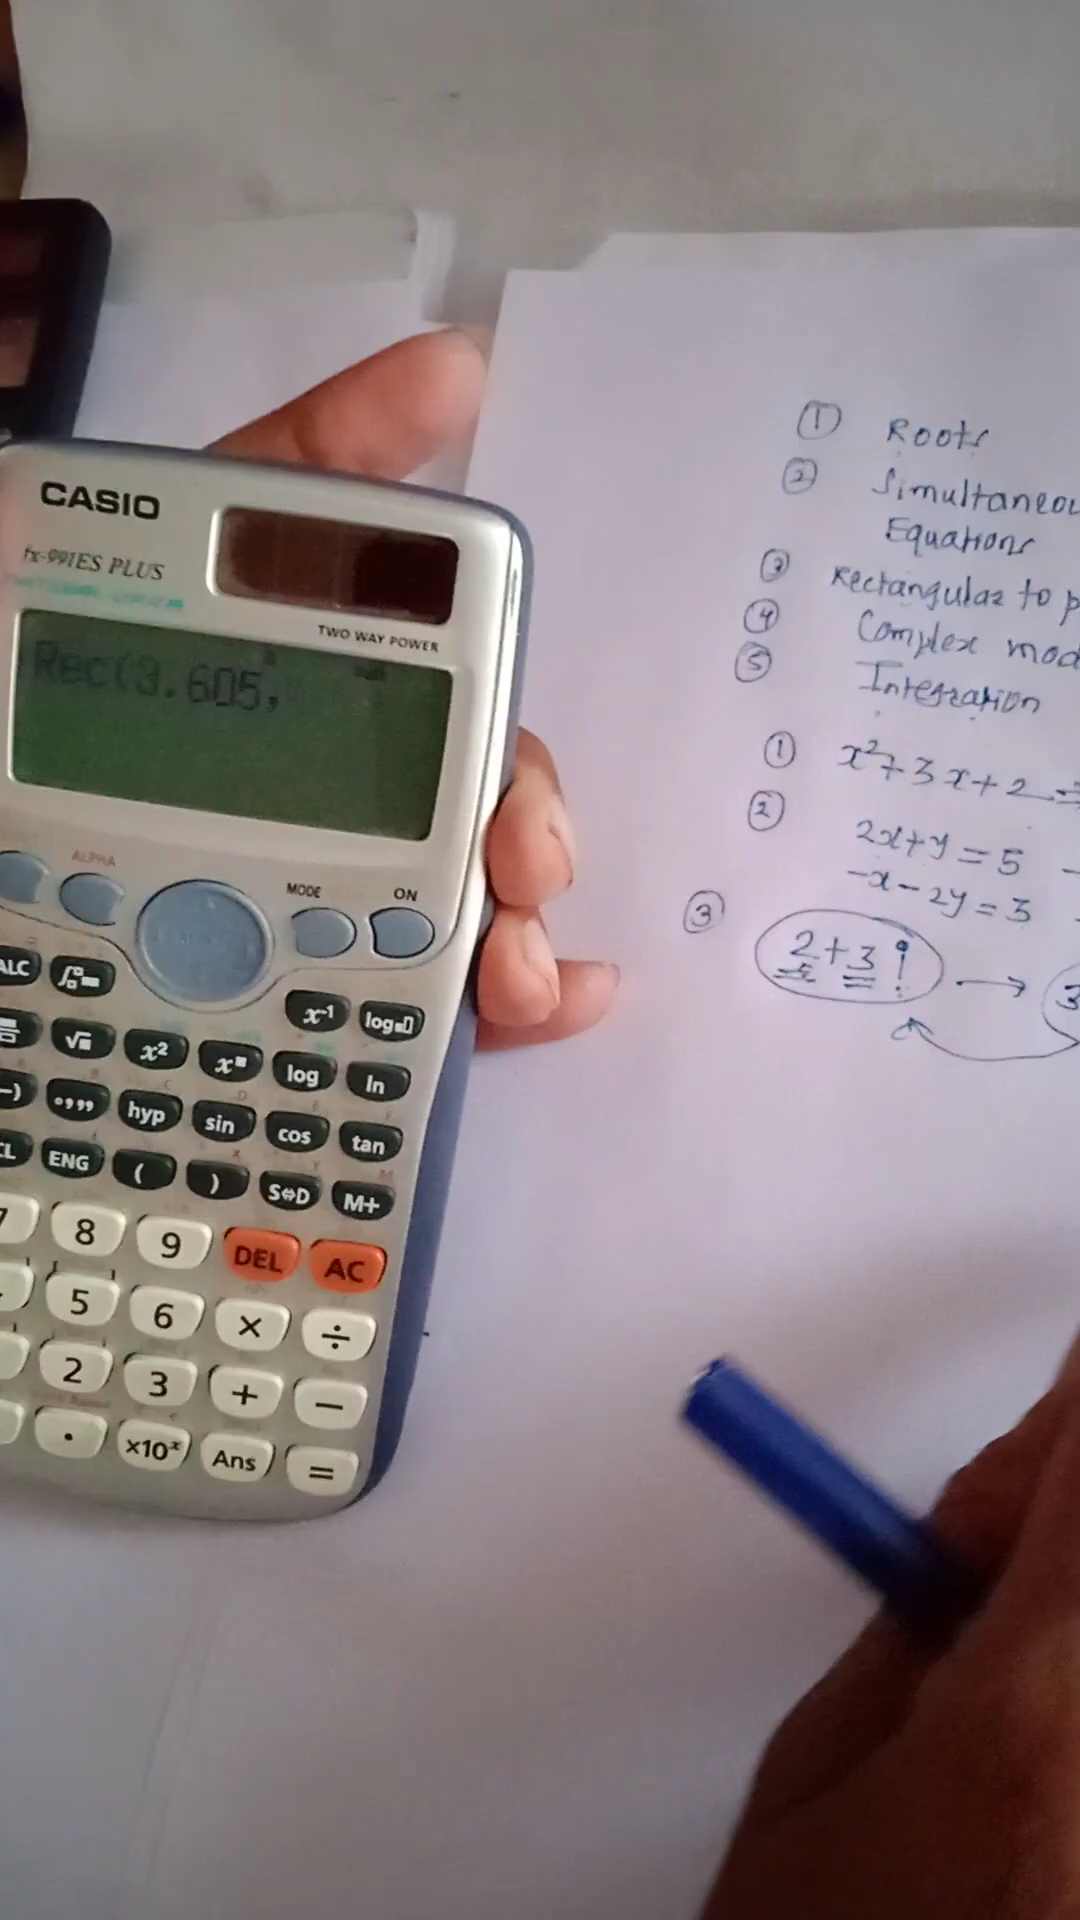 CASIO
fx-991ES PLUS
TWO WAY POWER
Rec(3.605,
ALPHA
MODE
ON
ALC
x⁻¹
log
√
x²
x
log
ln
hyp
sin
cos
tan
ENG
(
)
S⇔D
M+
7
8
9
DEL
AC
5
6
×
÷
2
3
+
−
.
×10ˣ
Ans
=
① Roots
② Simultaneou
Equations
③ Rectangular to p
④ Complex mod
⑤ Integration
① x²+3x+2=
② 2x+y=5 −
−x−2y=3
③ 2+3i → 3